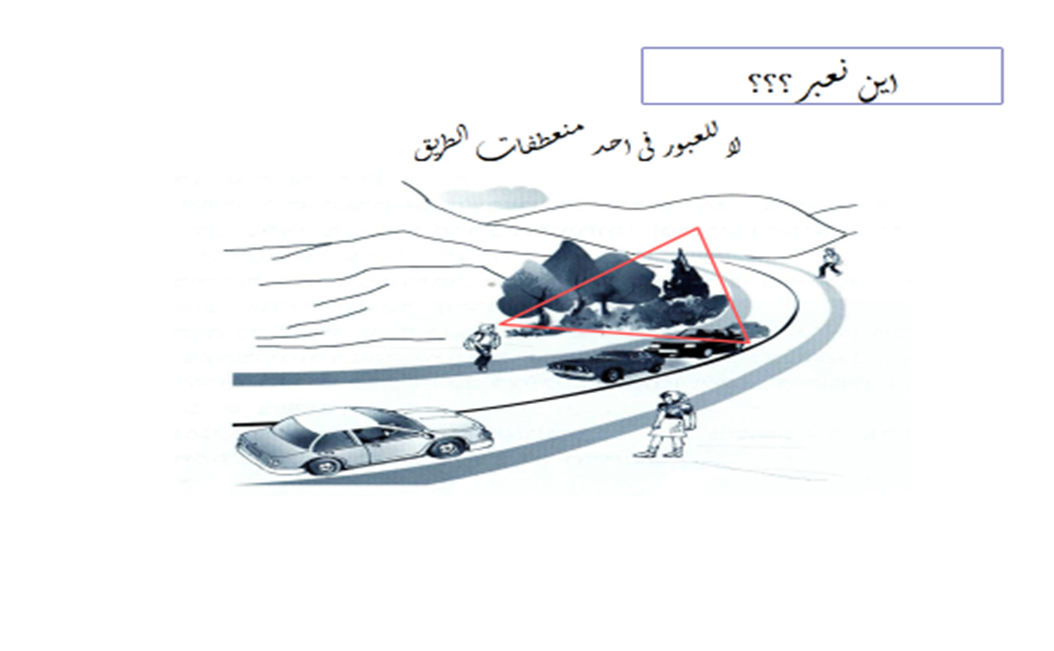 اين نعبر ؟؟؟
لا للعبور فى احد منعطفات الطريق